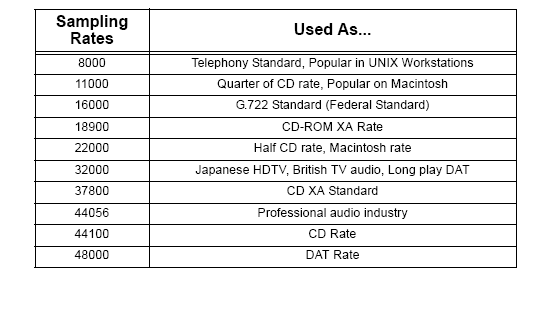 Sampling Rates Used As...
8000 Telephony Standard, Popular in UNIX Workstations
11000 Quarter of CD rate, Popular on Macintosh
16000 G.722 Standard (Federal Standard)
18900 CD-ROM XA Rate
22000 Half CD rate, Macintosh rate
32000 Japanese HDTV, British TV audio, Long play DAT
37800 CD XA Standard
44056 Professional audio industry
44100 CD Rate
48000 DAT Rate